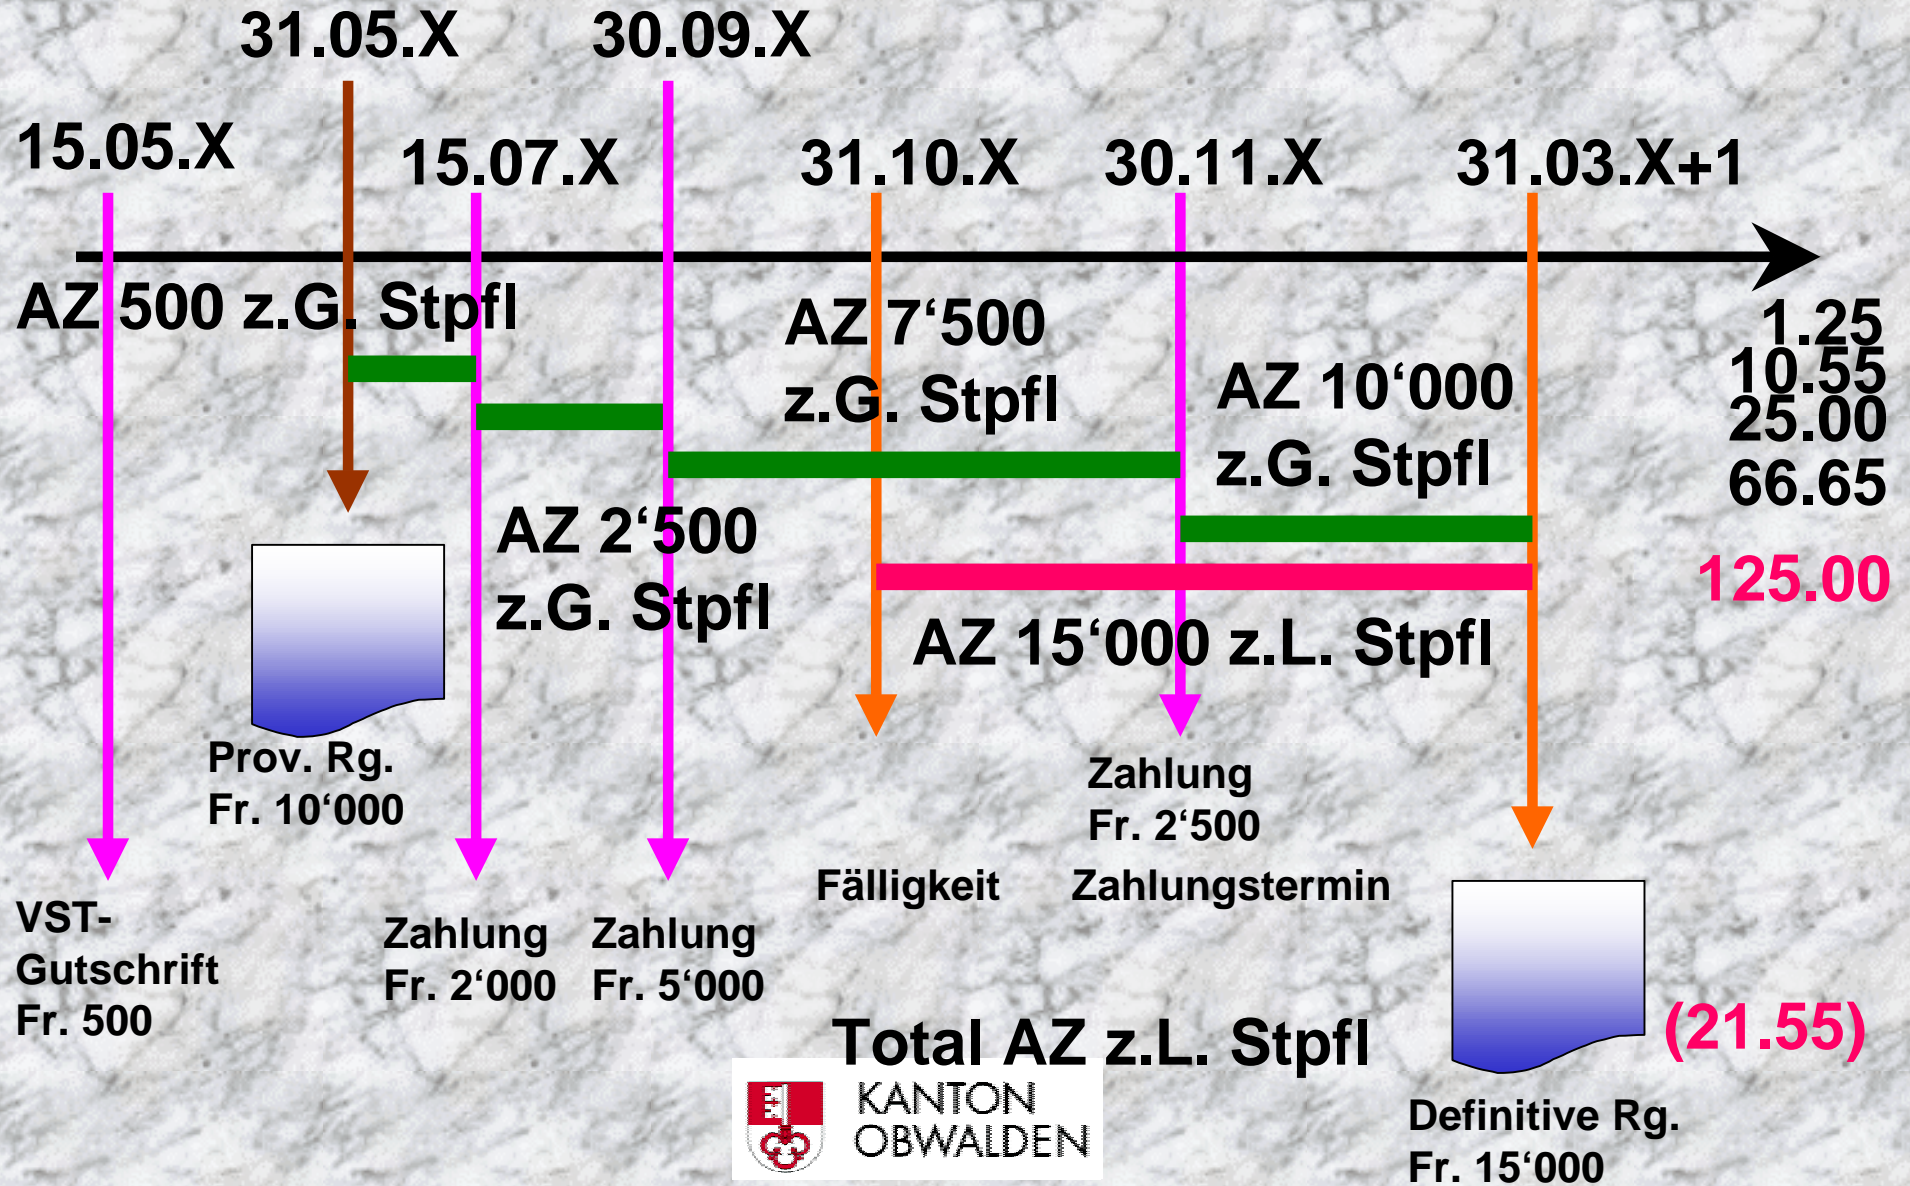 31.05.X
30.09.X
15.05.X
15.07.X
31.10.X
30.11.X
31.03.X+1
AZ 500 z.G. Stpfl
AZ 7‘500
z.G. Stpfl
AZ 10‘000
z.G. Stpfl
1.25
10.55
25.00
66.65
AZ 2‘500
z.G. Stpfl
125.00
AZ 15‘000 z.L. Stpfl
Prov. Rg.
Fr. 10‘000
Zahlung
Fr. 2‘500
Fälligkeit
Zahlungstermin
VST-
Gutschrift
Fr. 500
Zahlung
Fr. 2‘000
Zahlung
Fr. 5‘000
Total AZ z.L. Stpfl
(21.55)
KANTON
OBWALDEN
Definitive Rg.
Fr. 15‘000